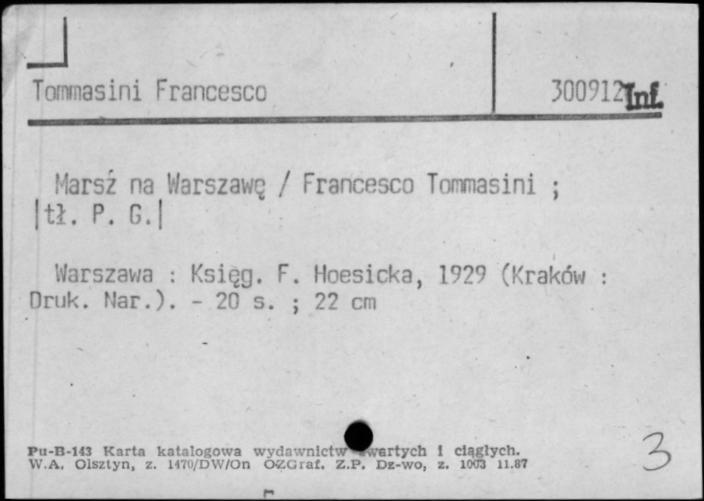 Tommasini Francesco 300912 Inf.
Marsź na Warszawę / Francesco Tommasini ;
|tł. P. G.|
Warszawa : Księg. F. Hoesicka, 1929 (Kraków :
Druk. Nar.). - 20 s. ; 22 cm
Pu-B-143 Karta katalogowa wydawnictw zwartych i ciągłych.
W.A. Olsztyn, z. 1470/DW/On OZGraf. Z.P. Dz-wo, z. 1003 11.87
3